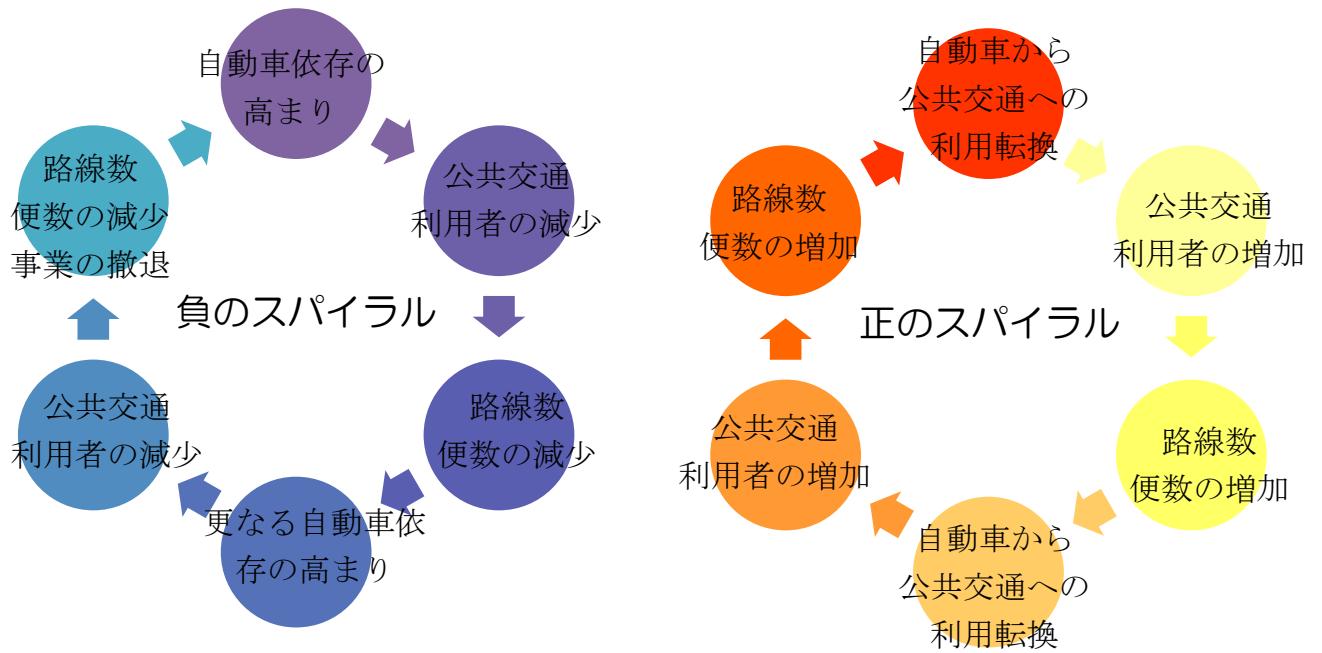 自動車依存の
高まり
公共交通
利用者の減少
路線数
便数の減少
更なる自動車依
存の高まり
公共交通
利用者の減少
路線数
便数の減少
事業の撤退
負のスパイラル
自動車から
公共交通への
利用転換
公共交通
利用者の増加
路線数
便数の増加
自動車から
公共交通への
利用転換
公共交通
利用者の増加
路線数
便数の増加
正のスパイラル